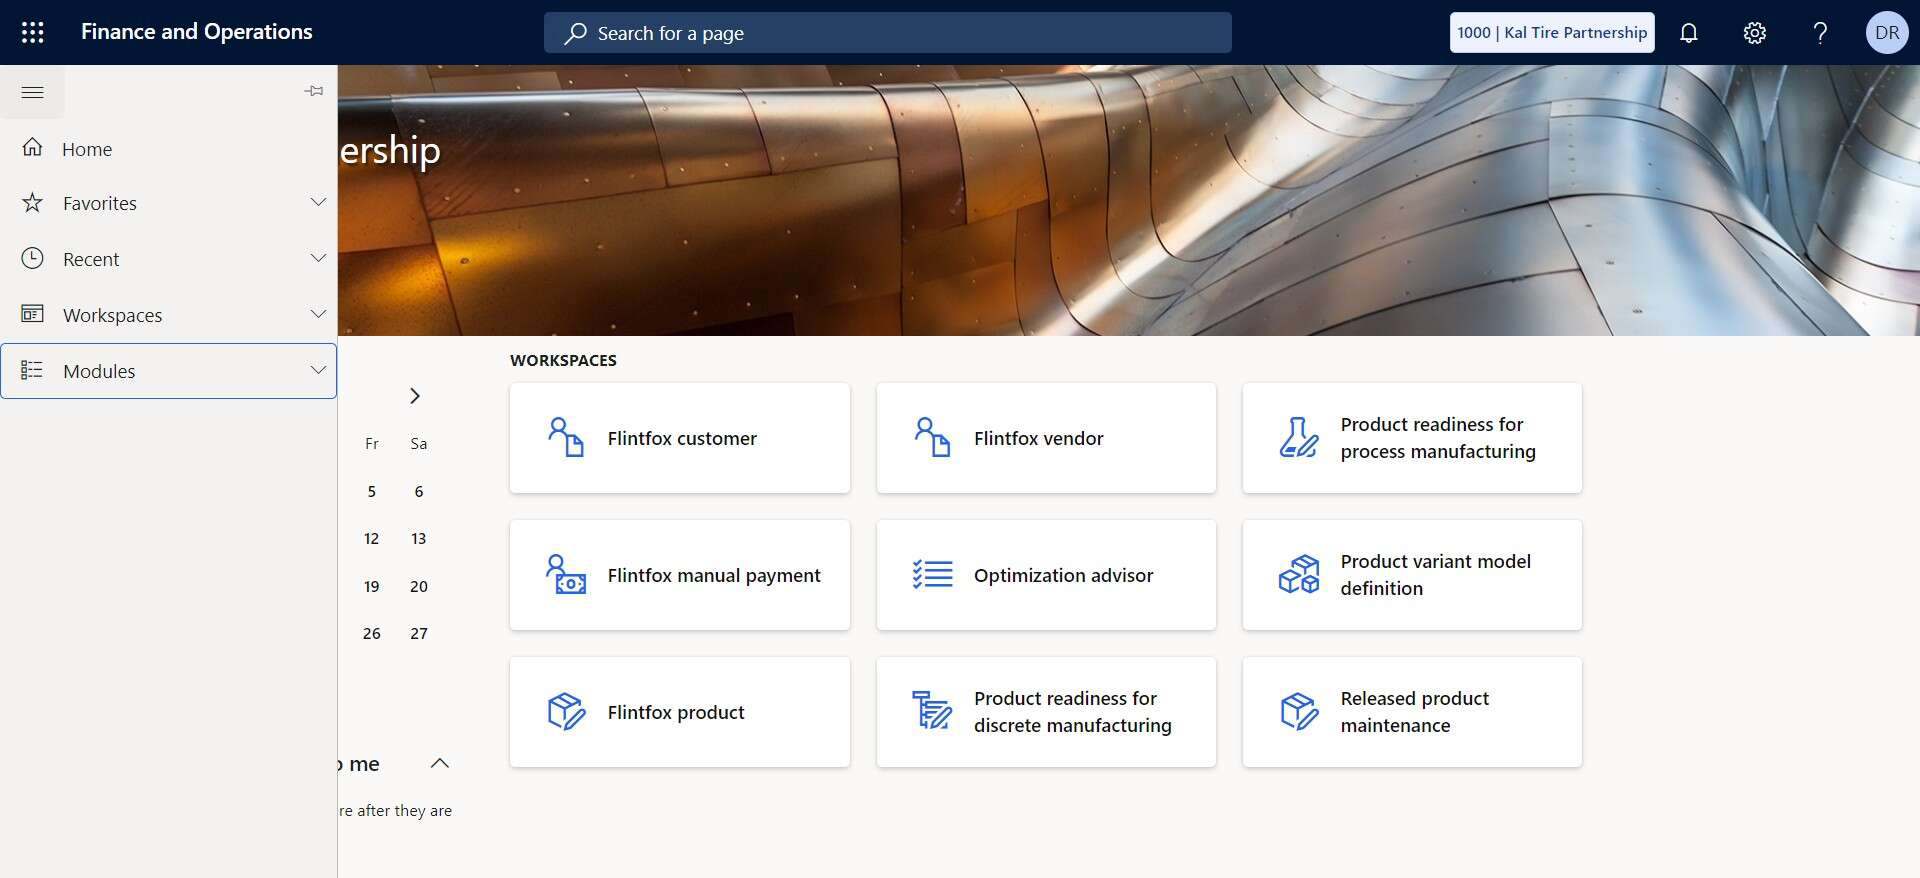 Finance and Operations
Search for a page
1000 | Kal Tire Partnership
DR
Home
Favorites
Recent
Workspaces
Modules
ership
Fr Sa
5 6
12 13
19 20
26 27
o me
re after they are
WORKSPACES
Flintfox customer
Flintfox vendor
Product readiness for
process manufacturing
Flintfox manual payment
Optimization advisor
Product variant model
definition
Flintfox product
Product readiness for
discrete manufacturing
Released product
maintenance